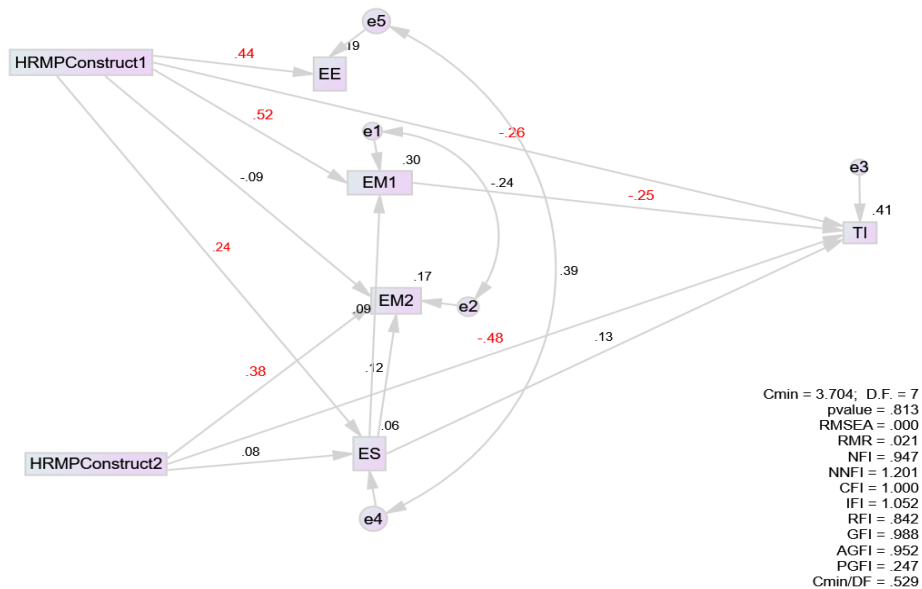 e5
.19
HRMPConstruct1
.44
EE
.52
e1
-.26
.30
e3
-.09
EM1
-.24
-.25
.41
TI
.24
.39
.17
EM2
e2
.09
-.48
.13
.38
.12
.06
HRMPConstruct2
.08
ES
e4
Cmin = 3.704; D.F. = 7
pvalue = .813
RMSEA = .000
RMR = .021
NFI = .947
NNFI = 1.201
CFI = 1.000
IFI = 1.052
RFI = .842
GFI = .988
AGFI = .952
PGFI = .247
Cmin/DF = .529